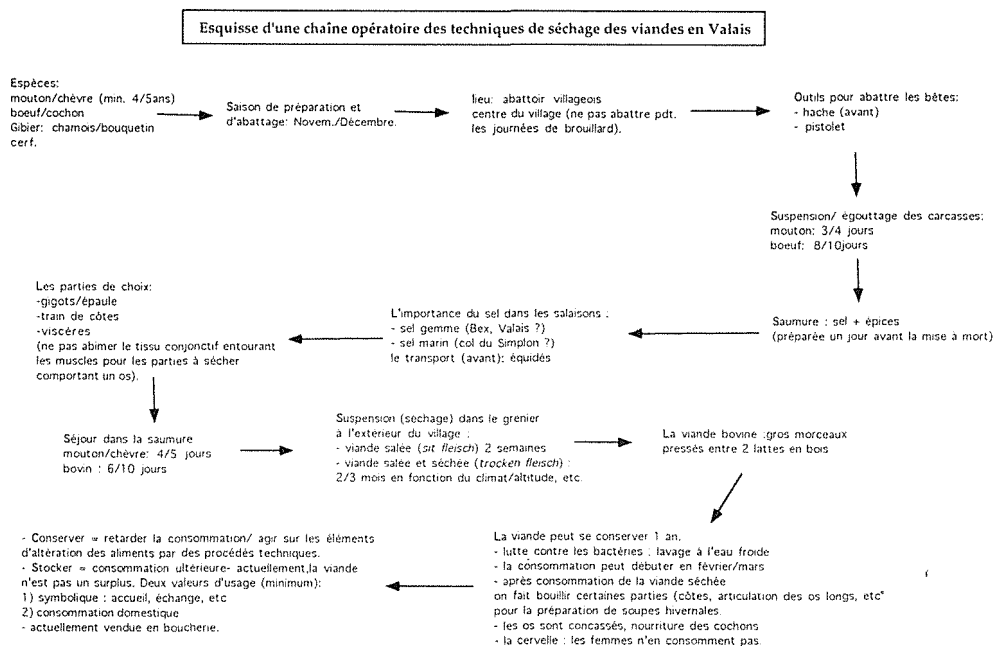 Esquisse d'une chaîne opératoire des techniques de séchage des viandes en Valais
Espèces:
mouton/chèvre (min. 4/5ans)
boeuf/cochon
Gibier: chamois/bouquetin
cerf.
Saison de préparation et
d'abattage: Novem./Décembre.
lieu: abattoir villageois
centre du village (ne pas abattre pdt.
les journées de brouillard).
Outils pour abattre les bêtes:
- hache (avant)
- pistolet
Suspension/ égouttage des carcasses:
mouton: 3/4 jours
boeuf: 8/10jours
Saumure : sel + épices
(préparée un jour avant la mise à mort)
L'importance du sel dans les salaisons :
- sel gemme (Bex, Valais ?)
- sel marin (col du Simplon ?)
le transport (avant): équidés
Les parties de choix:
-gigots/épaule
-train de côtes
-viscères
(ne pas abimer le tissu conjonctif entourant
les muscles pour les parties à sécher
comportant un os).
Séjour dans la saumure
mouton/chèvre: 4/5 jours
bovin : 6/10 jours
Suspension (séchage) dans le grenier
à l'extérieur du village :
- viande salée (sit fleisch) 2 semaines
- viande salée et séchée (trocken fleisch) :
2/3 mois en fonction du climat/altitude, etc.
La viande bovine :gros morceaux
pressés entre 2 lattes en bois
La viande peut se conserver 1 an.
- lutte contre les bactéries : lavage à l'eau froide
- la consommation peut débuter en février/mars
- après consommation de la viande séchée
on fait bouillir certaines parties (côtes, articulation des os longs, etc"
pour la préparation de soupes hivernales.
- les os sont concassés, nourriture des cochons
- la cervelle : les femmes n'en consomment pas.
- Conserver = retarder la consommation/ agir sur les éléments
d'altération des aliments par des procédés techniques.
- Stocker = consommation ultérieure- actuellement,la viande
n'est pas un surplus. Deux valeurs d'usage (minimum):
1) symbolique : accueil, échange, etc
2) consommation domestique
- actuellement vendue en boucherie.